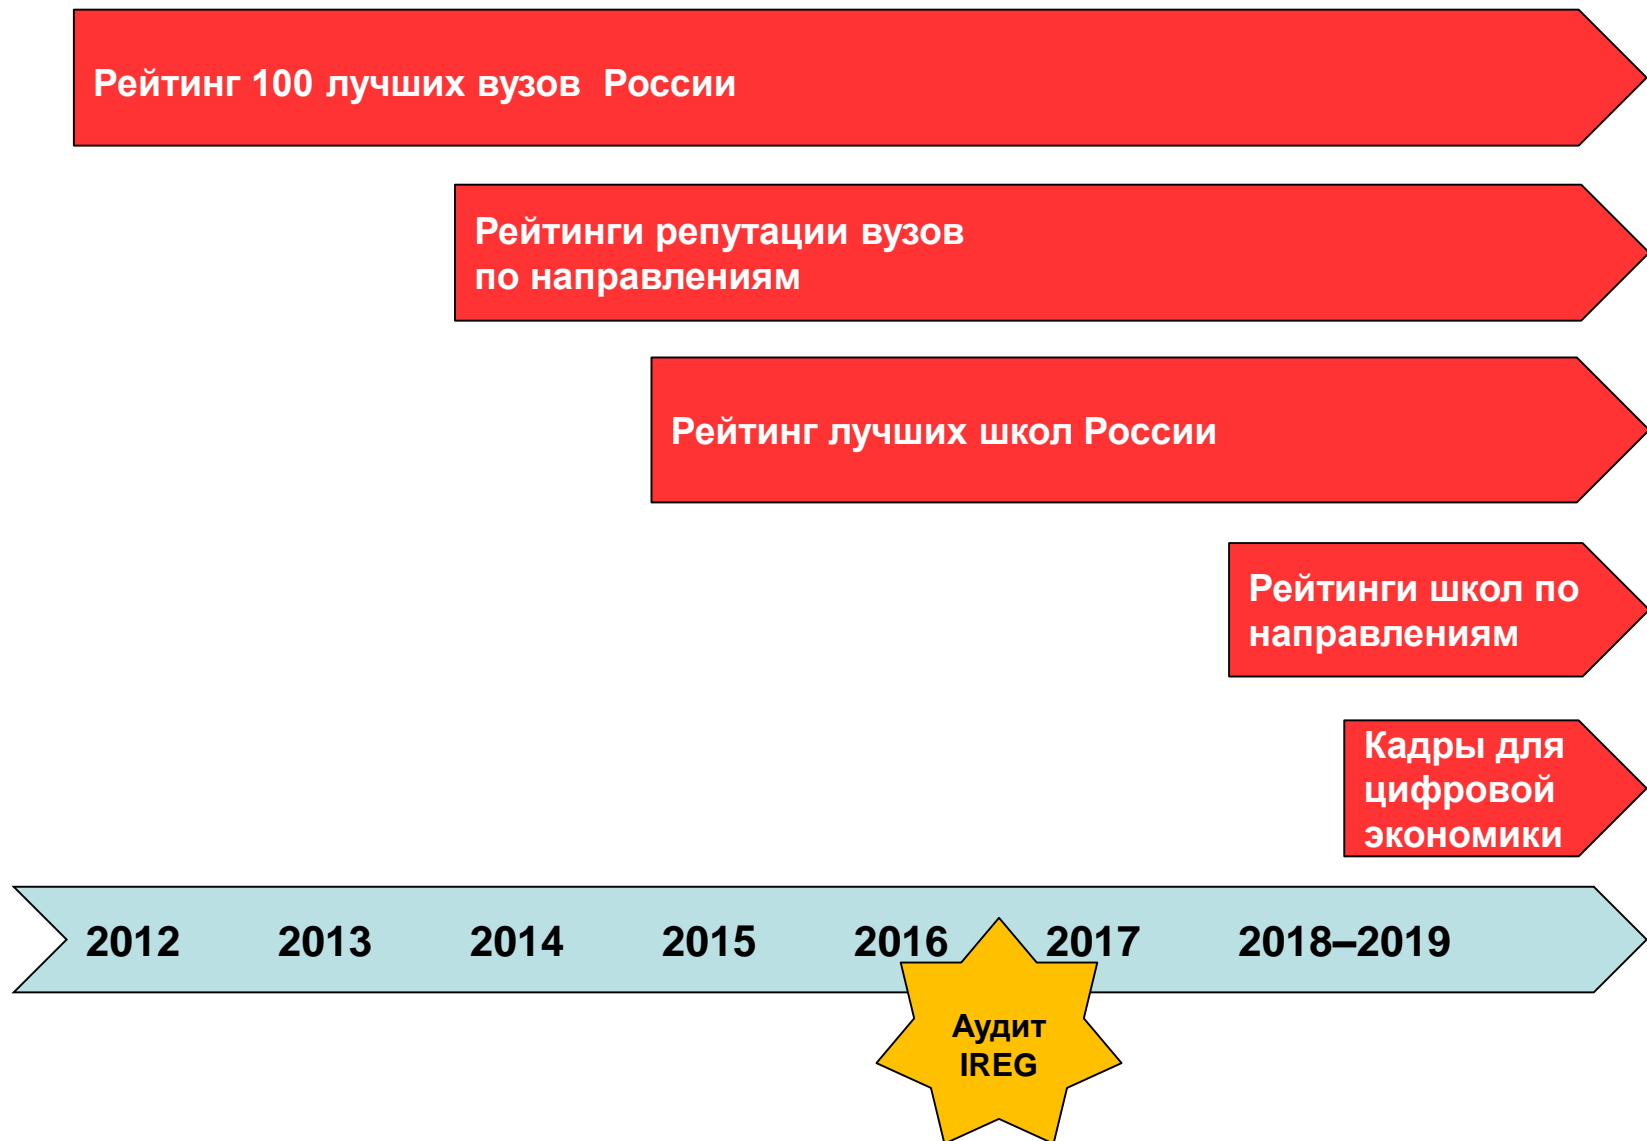 Рейтинг 100 лучших вузов  России
Рейтинги репутации вузов
по направлениям
Рейтинг лучших школ России
Рейтинги школ по
направлениям
Кадры для
цифровой
экономики
2012 2013 2014 2015 2016 2017 2018–2019
Аудит
IREG